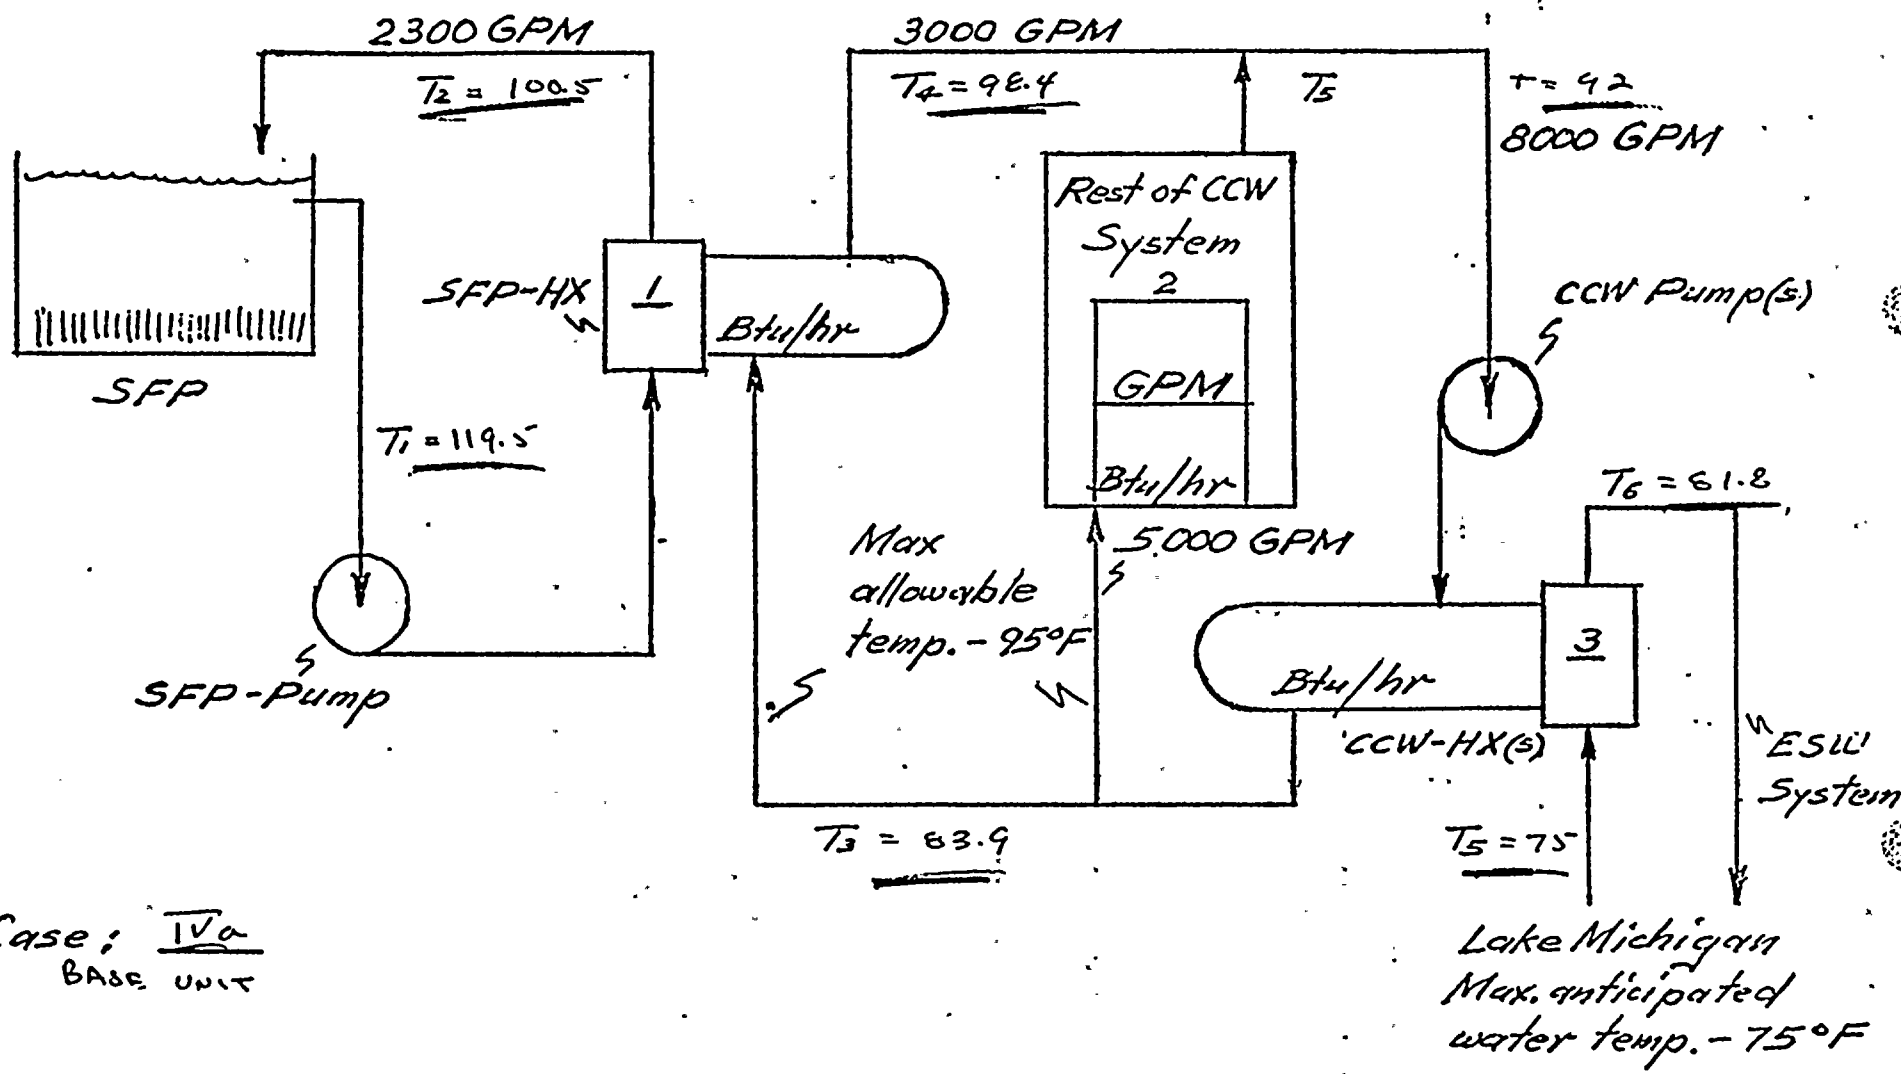 2300 GPM
T2 = 100.5
3000 GPM
T4 = 98.4
T5
T = 92
8000 GPM
Rest of CCW
System
2
GPM
Btu/hr
SFP-HX
1
Btu/hr
CCW Pump(s)
SFP
T1 = 119.5
T6 = 81.8
Max
allowable
temp. - 95°F
5000 GPM
3
Btu/hr
SFP-Pump
CCW-HX(s)
ESW
System
T3 = 83.9
T5 = 75
Case: IVa
BASE UNIT
Lake Michigan
Max. anticipated
water temp. - 75°F